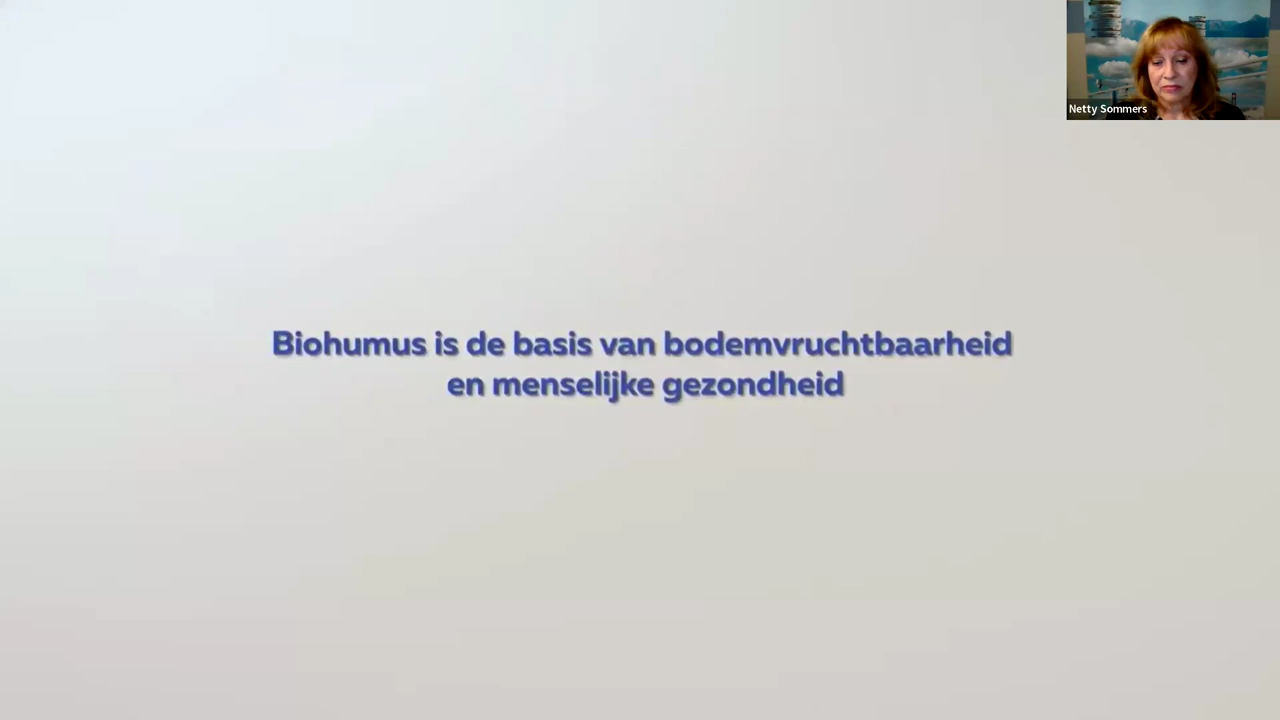 Netty Sommers
Biohumus is de basis van bodemvruchtbaarheid
en menselijke gezondheid